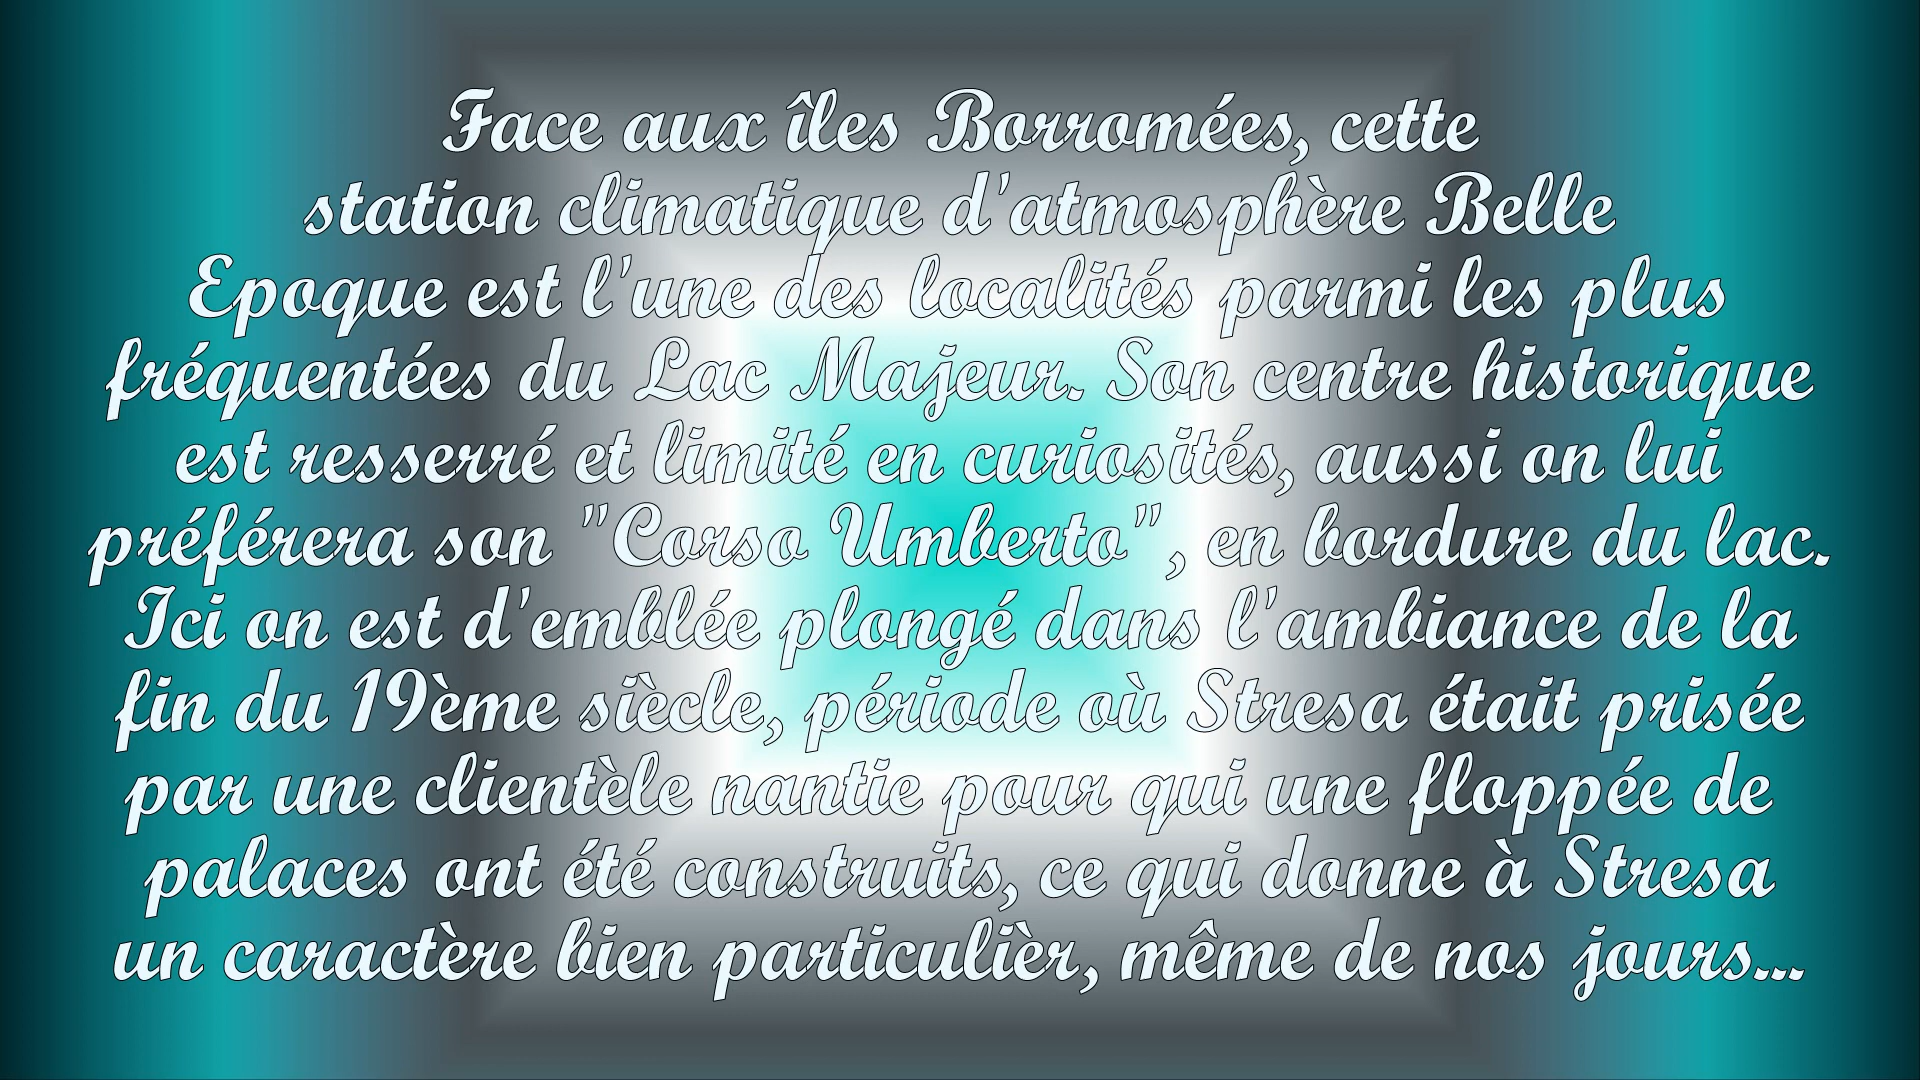 Face aux îles Borromées, cette
station climatique d'atmosphère Belle
Epoque est l'une des localités parmi les plus
fréquentées du Lac Majeur. Son centre historique
est resserré et limité en curiosités, aussi on lui
préférera son "Corso Umberto", en bordure du lac.
Ici on est d'emblée plongé dans l'ambiance de la
fin du 19ème siècle, période où Stresa était prisée
par une clientèle nantie pour qui une floppée de
palaces ont été construits, ce qui donne à Stresa
un caractère bien particulièr, même de nos jours...